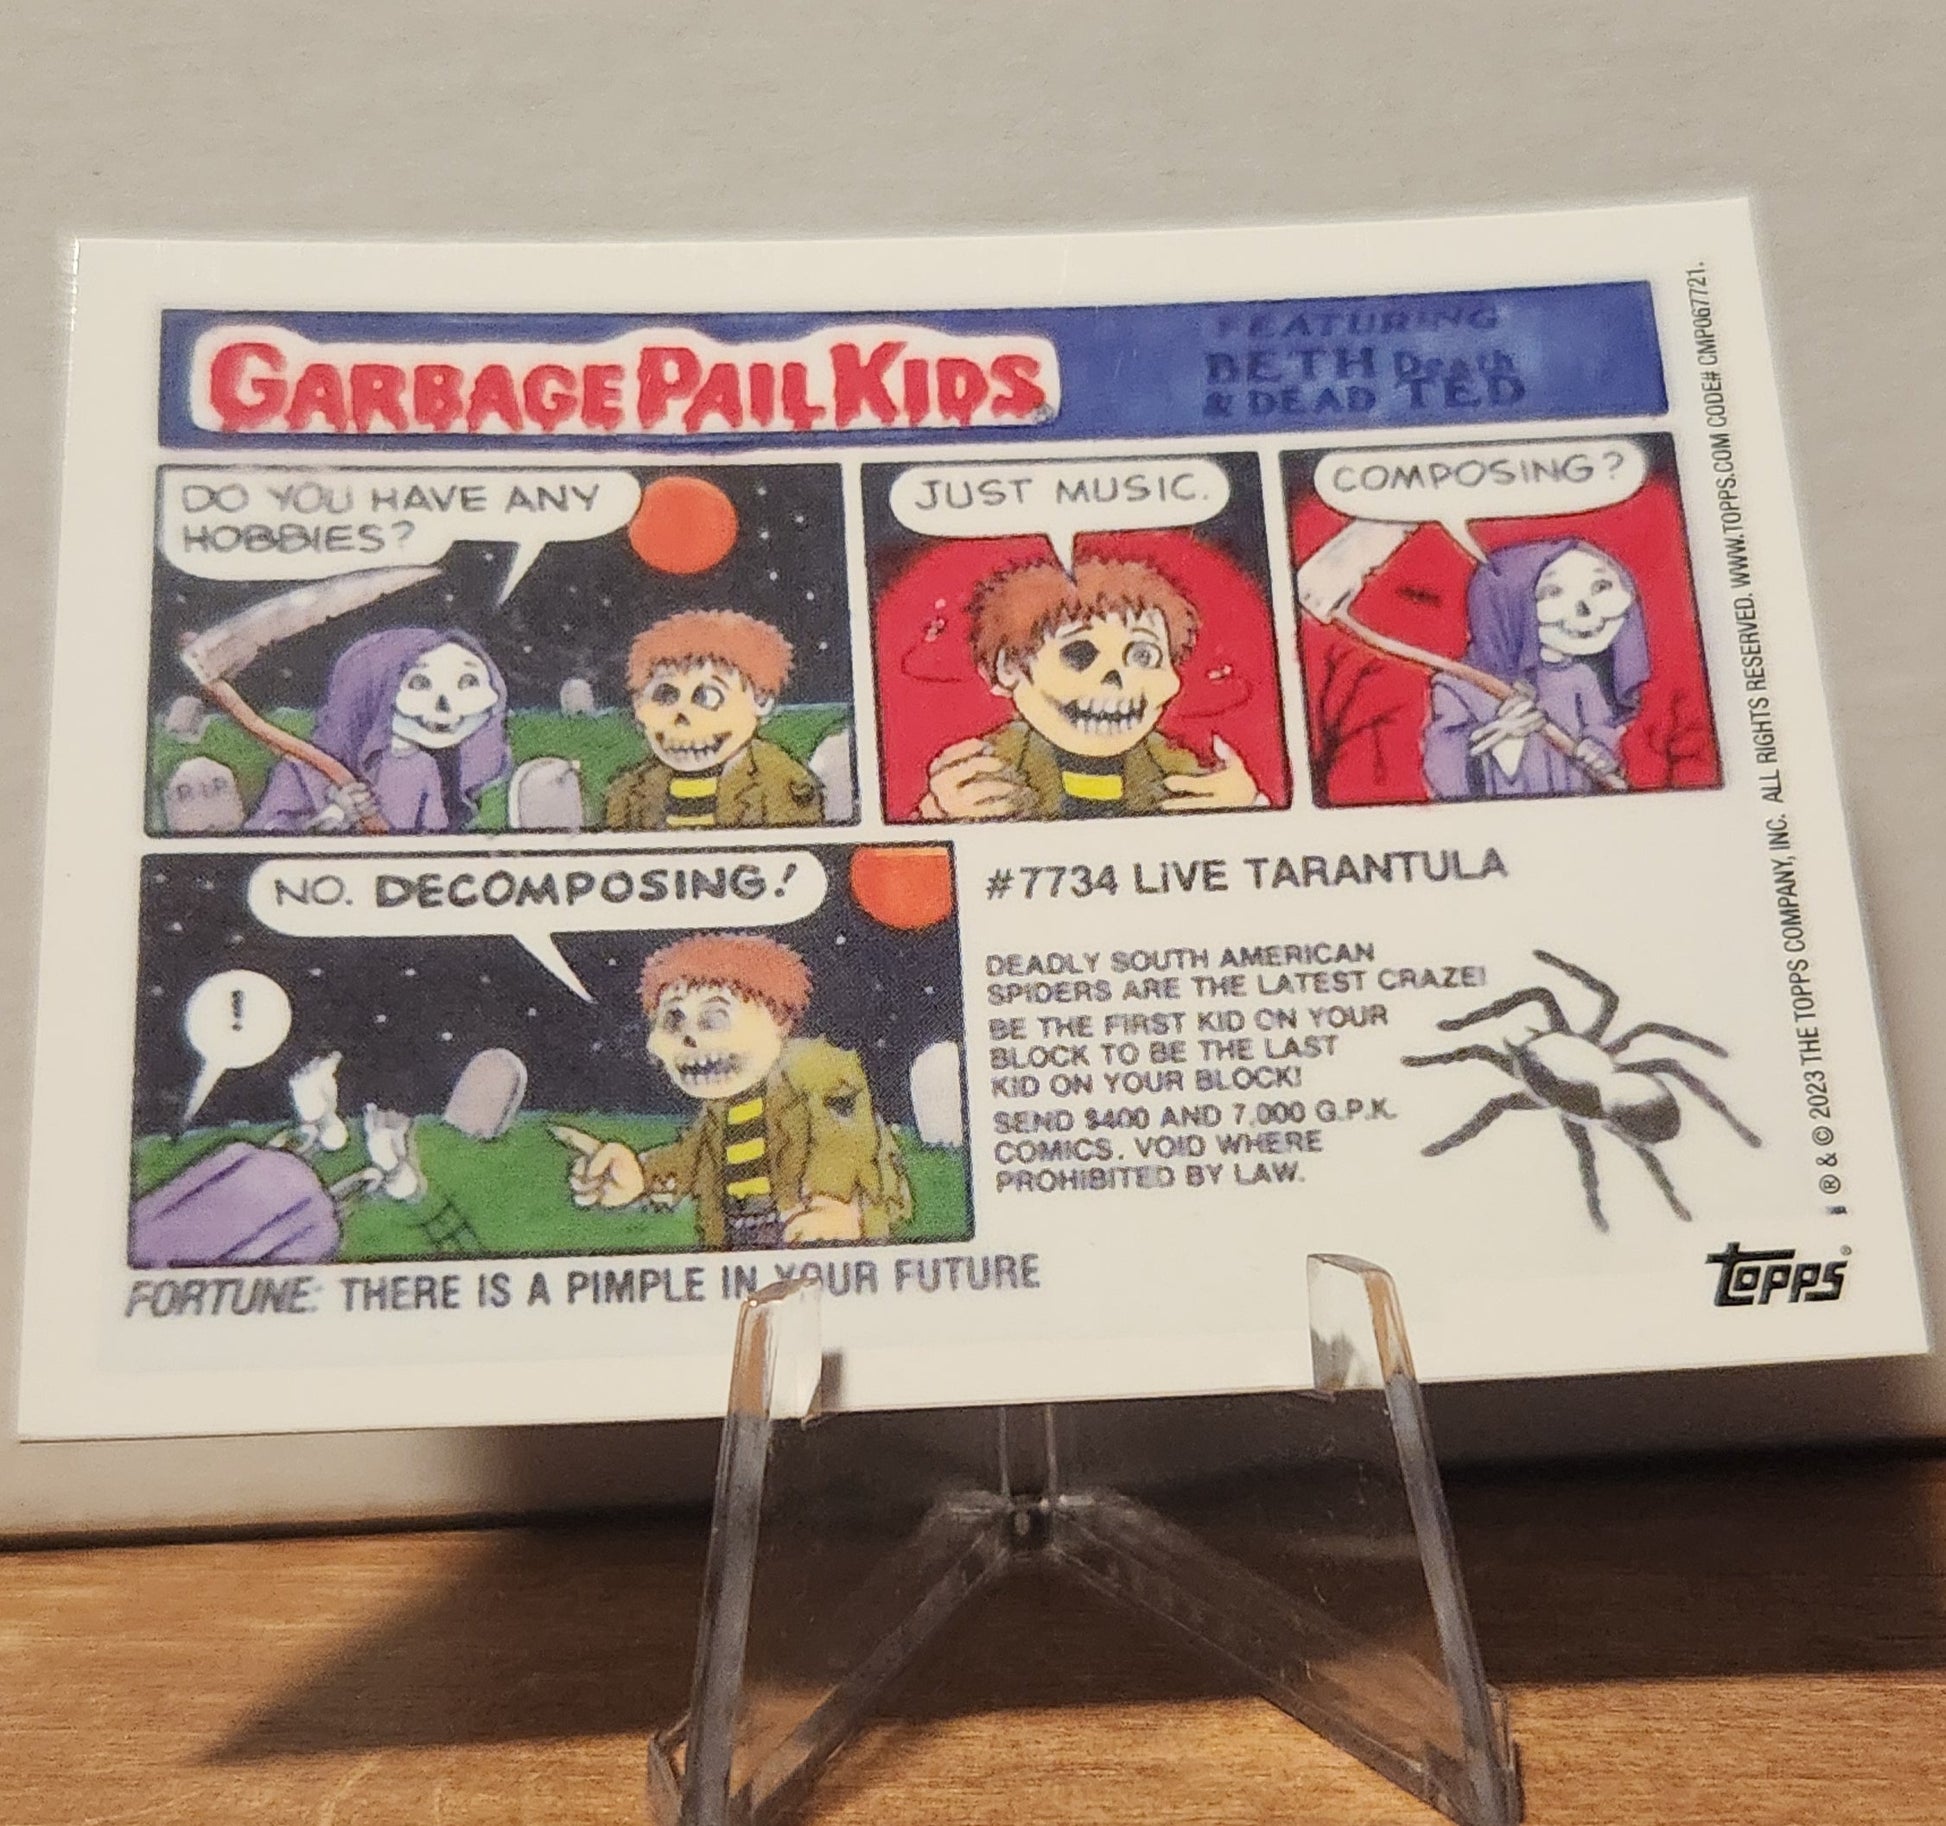 GARBAGE PAIL KIDS®
FEATURING
BETH Death
& DEAD TED
DO YOU HAVE ANY
HOBBIES?
R.I.P.
JUST MUSIC.
COMPOSING?
NO. DECOMPOSING!
!
FORTUNE: THERE IS A PIMPLE IN YOUR FUTURE
#7734 LIVE TARANTULA
DEADLY SOUTH AMERICAN
SPIDERS ARE THE LATEST CRAZE!
BE THE FIRST KID ON YOUR
BLOCK TO BE THE LAST
KID ON YOUR BLOCK!
SEND $400 AND 7,000 G.P.K.
COMICS. VOID WHERE
PROHIBITED BY LAW.
® & © 2023 THE TOPPS COMPANY, INC. ALL RIGHTS RESERVED. WWW.TOPPS.COM CODE# CMP067721.
topps®